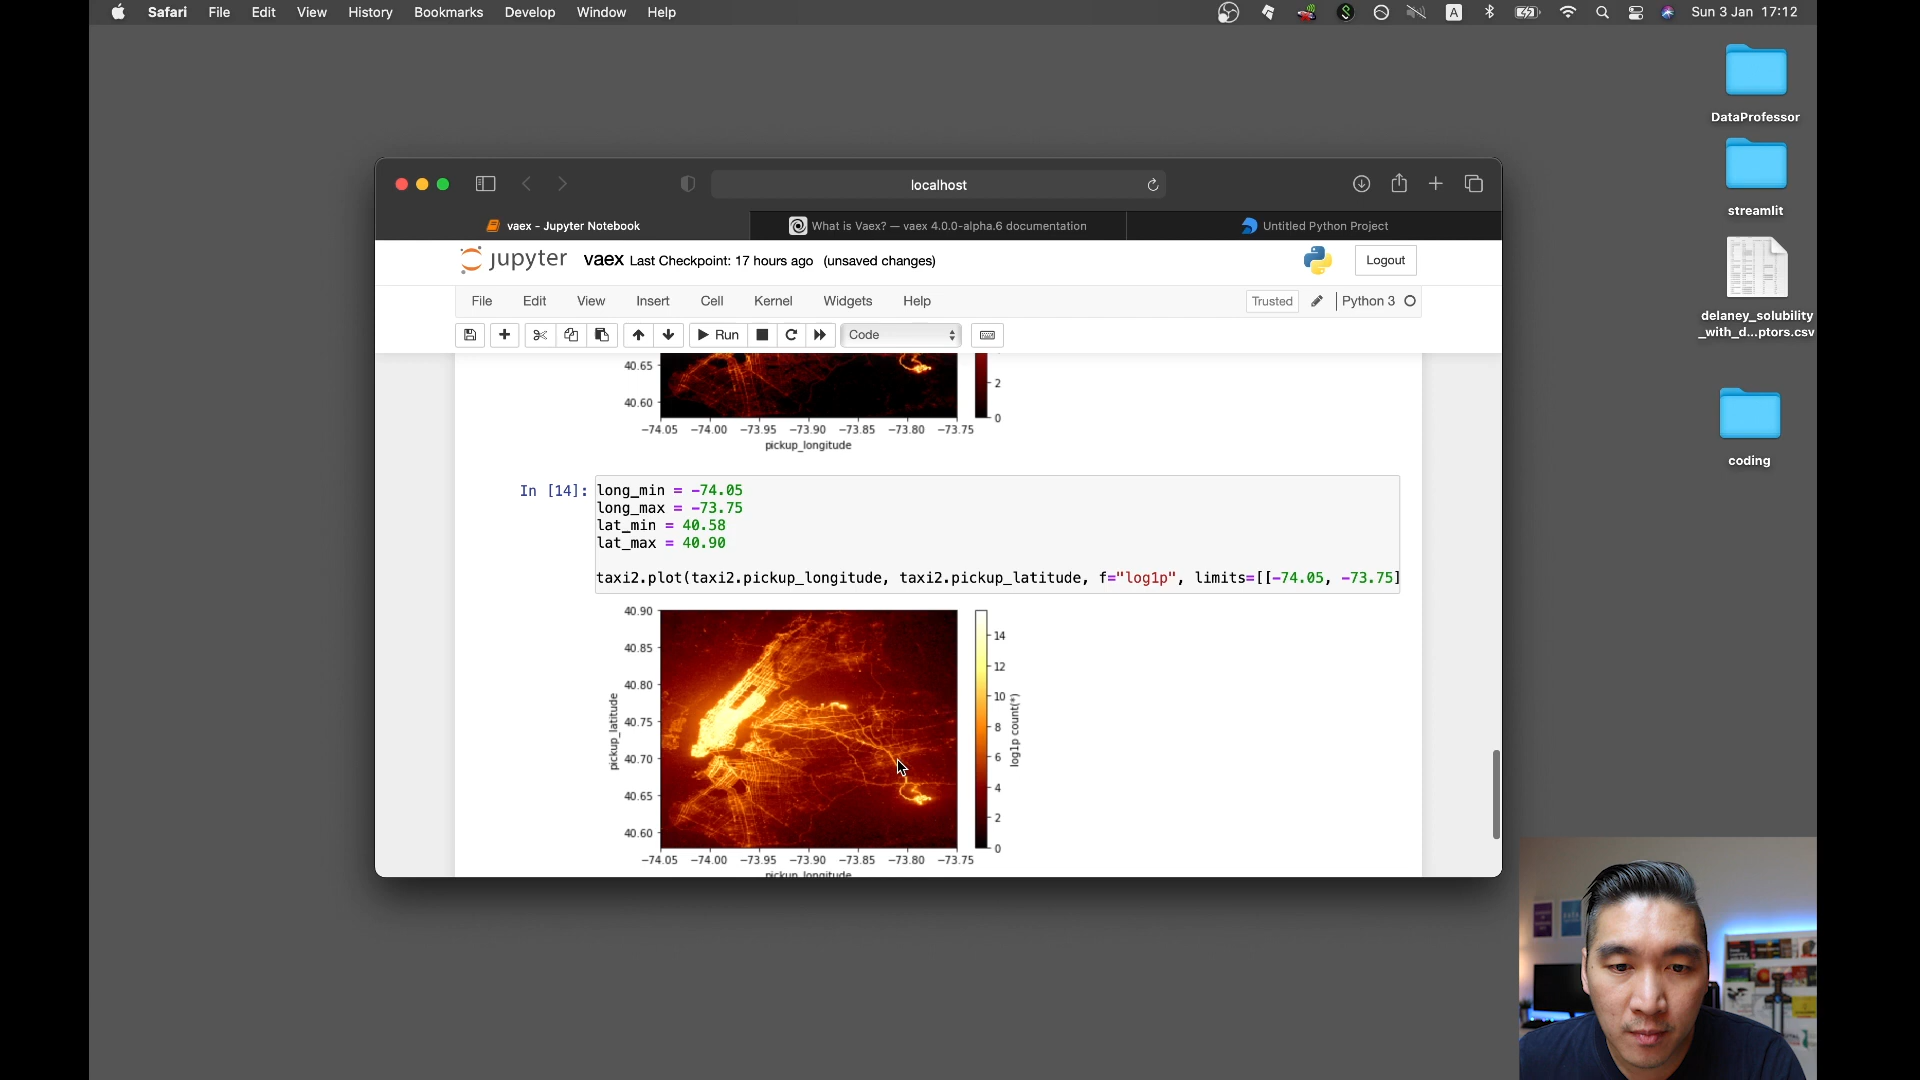 Safari File Edit View History Bookmarks Develop Window Help
A
Sun 3 Jan 17:12
DataProfessor
streamlit
delaney_solubility
_with_d...ptors.csv
coding
localhost
vaex - Jupyter Notebook
What is Vaex? — vaex 4.0.0-alpha.6 documentation
Untitled Python Project
jupyter vaex Last Checkpoint: 17 hours ago (unsaved changes)
Logout
File Edit View Insert Cell Kernel Widgets Help
Trusted
Python 3
Run
Code
40.65
40.60
2
0
−74.05 −74.00 −73.95 −73.90 −73.85 −73.80 −73.75
pickup_longitude
In [14]:
long_min = -74.05
long_max = -73.75
lat_min = 40.58
lat_max = 40.90
taxi2.plot(taxi2.pickup_longitude, taxi2.pickup_latitude, f="log1p", limits=[[-74.05, -73.75]
40.90
40.85
40.80
40.75
40.70
40.65
40.60
pickup_latitude
14
12
10
8
6
4
2
0
log1p count(*)
−74.05 −74.00 −73.95 −73.90 −73.85 −73.80 −73.75
pickup_longitude